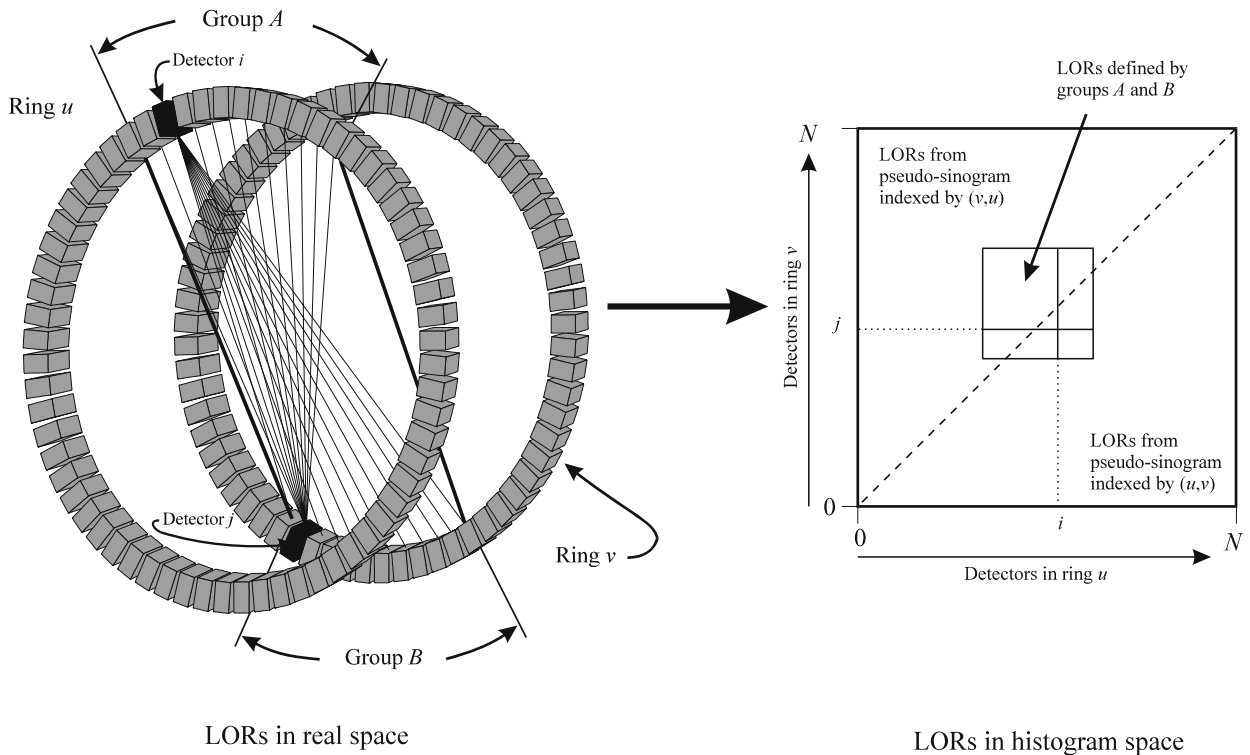 Group A
Detector i
Ring u
Detector j
Ring v
Group B
LORs in real space
LORs defined by
groups A and B
N
LORs from
pseudo-sinogram
indexed by (v,u)
Detectors in ring v
j
LORs from
pseudo-sinogram
indexed by (u,v)
0
0
i
N
Detectors in ring u
LORs in histogram space